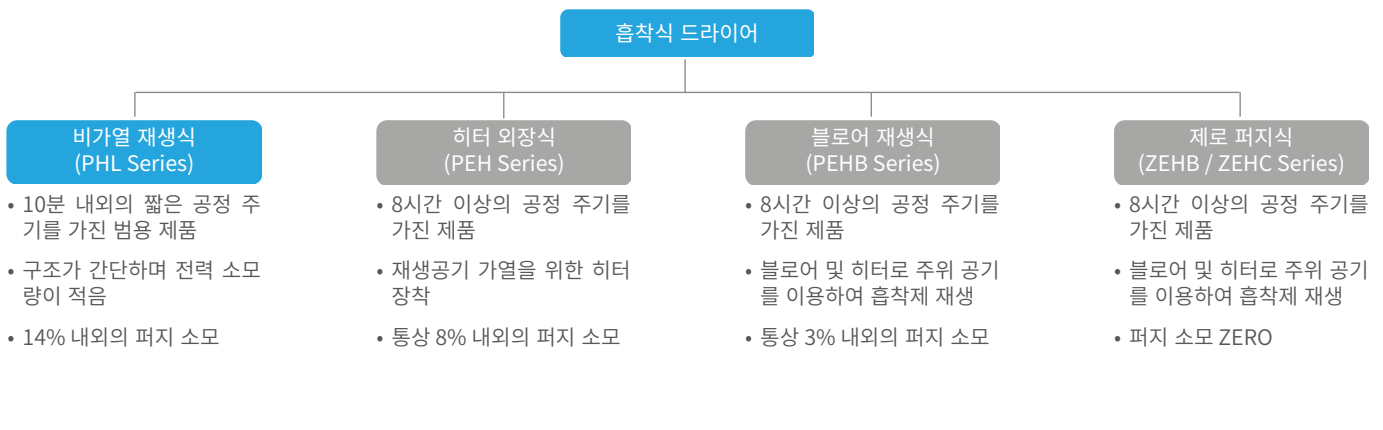 흡착식 드라이어
비가열 재생식
(PHL Series)
• 10분 내외의 짧은 공정 주
기를 가진 범용 제품
• 구조가 간단하며 전력 소모
량이 적음
• 14% 내외의 퍼지 소모
히터 외장식
(PEH Series)
• 8시간 이상의 공정 주기를
가진 제품
• 재생공기 가열을 위한 히터
장착
• 통상 8% 내외의 퍼지 소모
블로어 재생식
(PEHB Series)
• 8시간 이상의 공정 주기를
가진 제품
• 블로어 및 히터로 주위 공기
를 이용하여 흡착제 재생
• 통상 3% 내외의 퍼지 소모
제로 퍼지식
(ZEHB / ZEHC Series)
• 8시간 이상의 공정 주기를
가진 제품
• 블로어 및 히터로 주위 공기
를 이용하여 흡착제 재생
• 퍼지 소모 ZERO